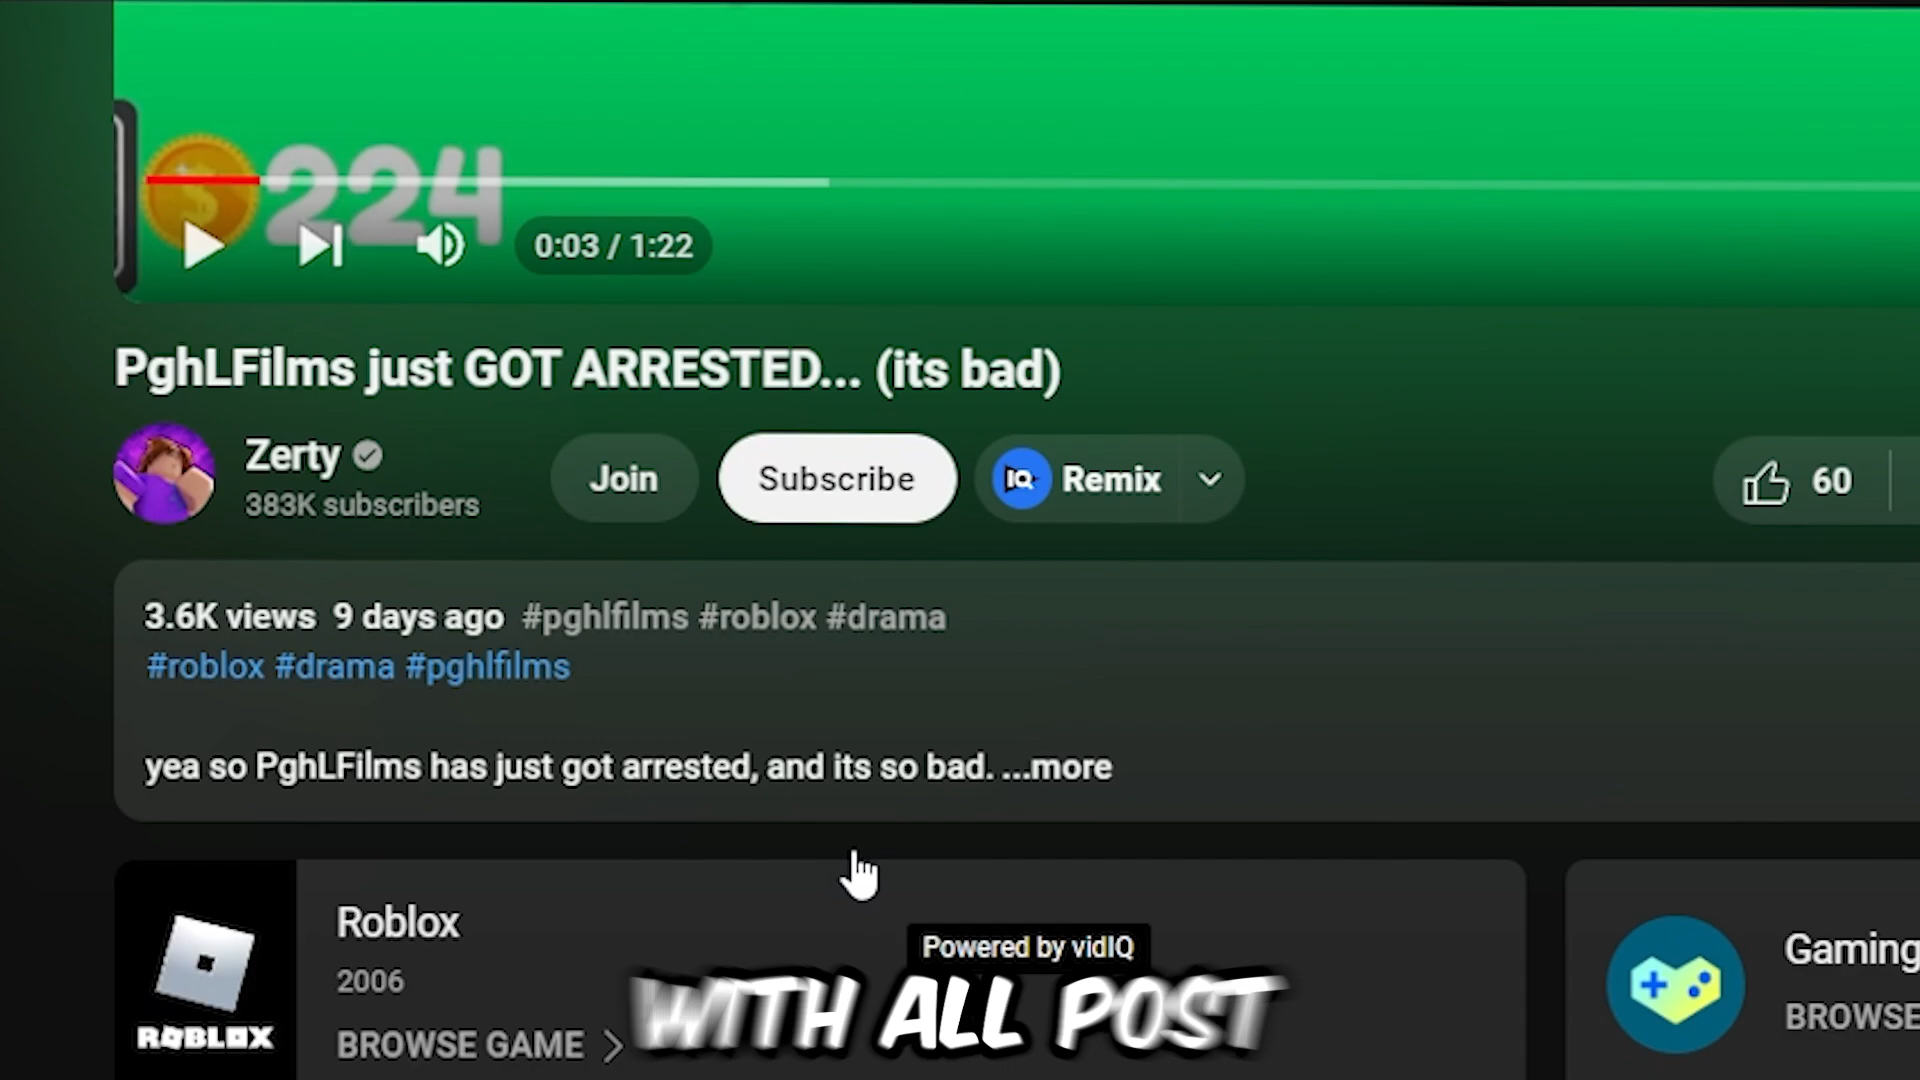 224
0:03 / 1:22
PghLFilms just GOT ARRESTED... (its bad)
Zerty
383K subscribers
Join
Subscribe
IQ
Remix
60
3.6K views 9 days ago #pghlfilms #roblox #drama
#roblox #drama #pghlfilms
yea so PghLFilms has just got arrested, and its so bad. ...more
Roblox
2006
BROWSE GAME
ROBLOX
Gaming
BROWSE
Powered by vidIQ
WITH ALL POST